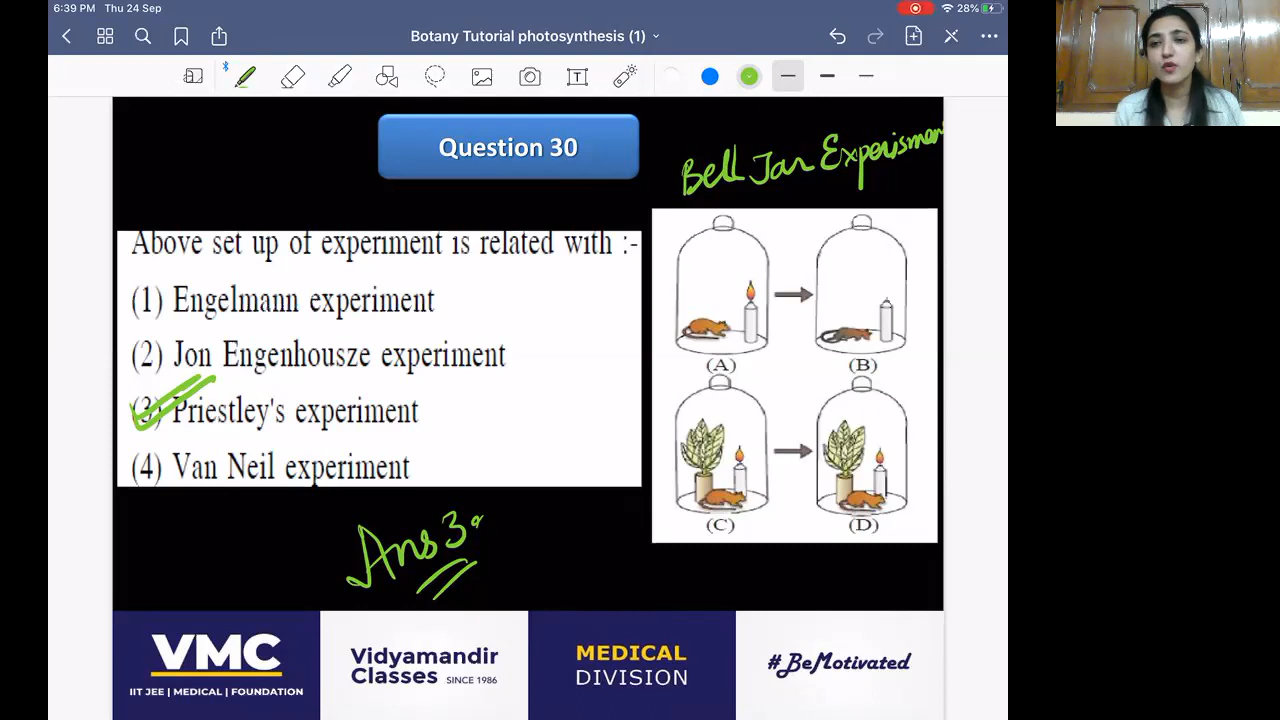 6:39 PM Thu 24 Sep
28%
Botany Tutorial photosynthesis (1)
T
Question 30
Bell Jar Experisment
Above set up of experiment is related with :-
(1) Engelmann experiment
(2) Jon Engenhousze experiment
(3) Priestley's experiment
(4) Van Neil experiment
(A)
(B)
(C)
(D)
Ans 3.
VMC
IIT JEE | MEDICAL | FOUNDATION
Vidyamandir
Classes SINCE 1986
MEDICAL
DIVISION
#BeMotivated